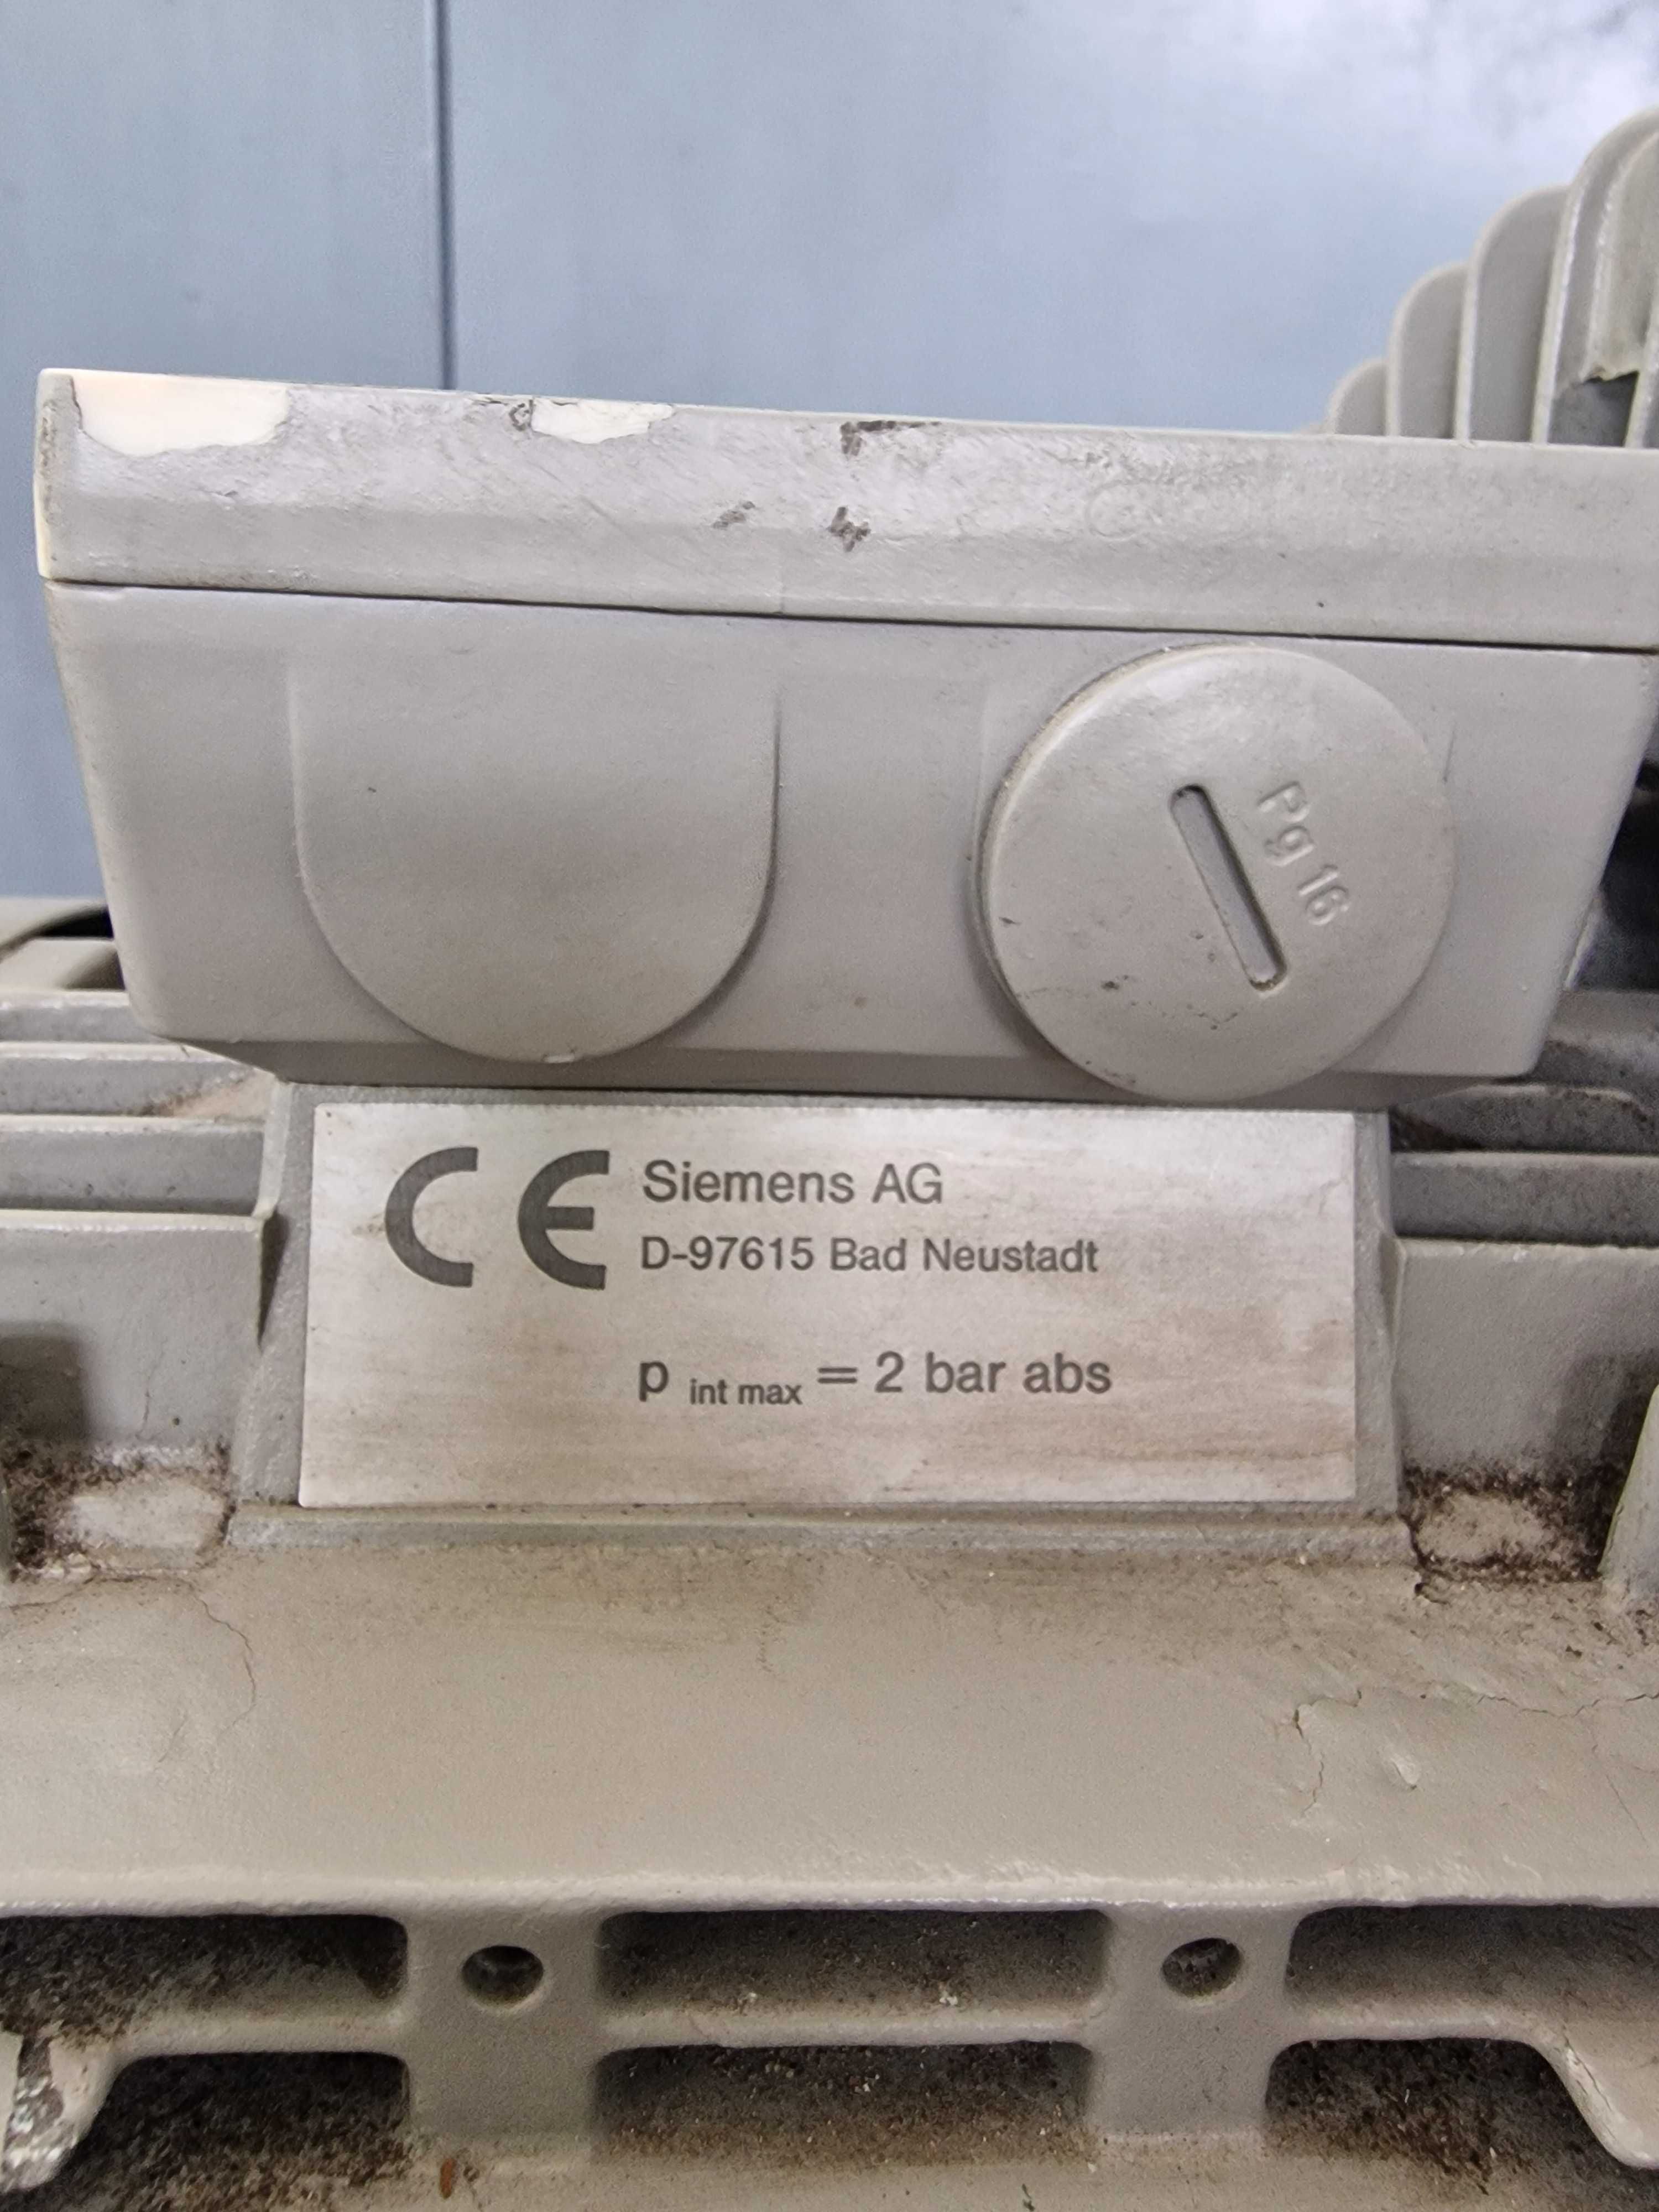 Pg 16
CE Siemens AG
D-97615 Bad Neustadt
p int max = 2 bar abs